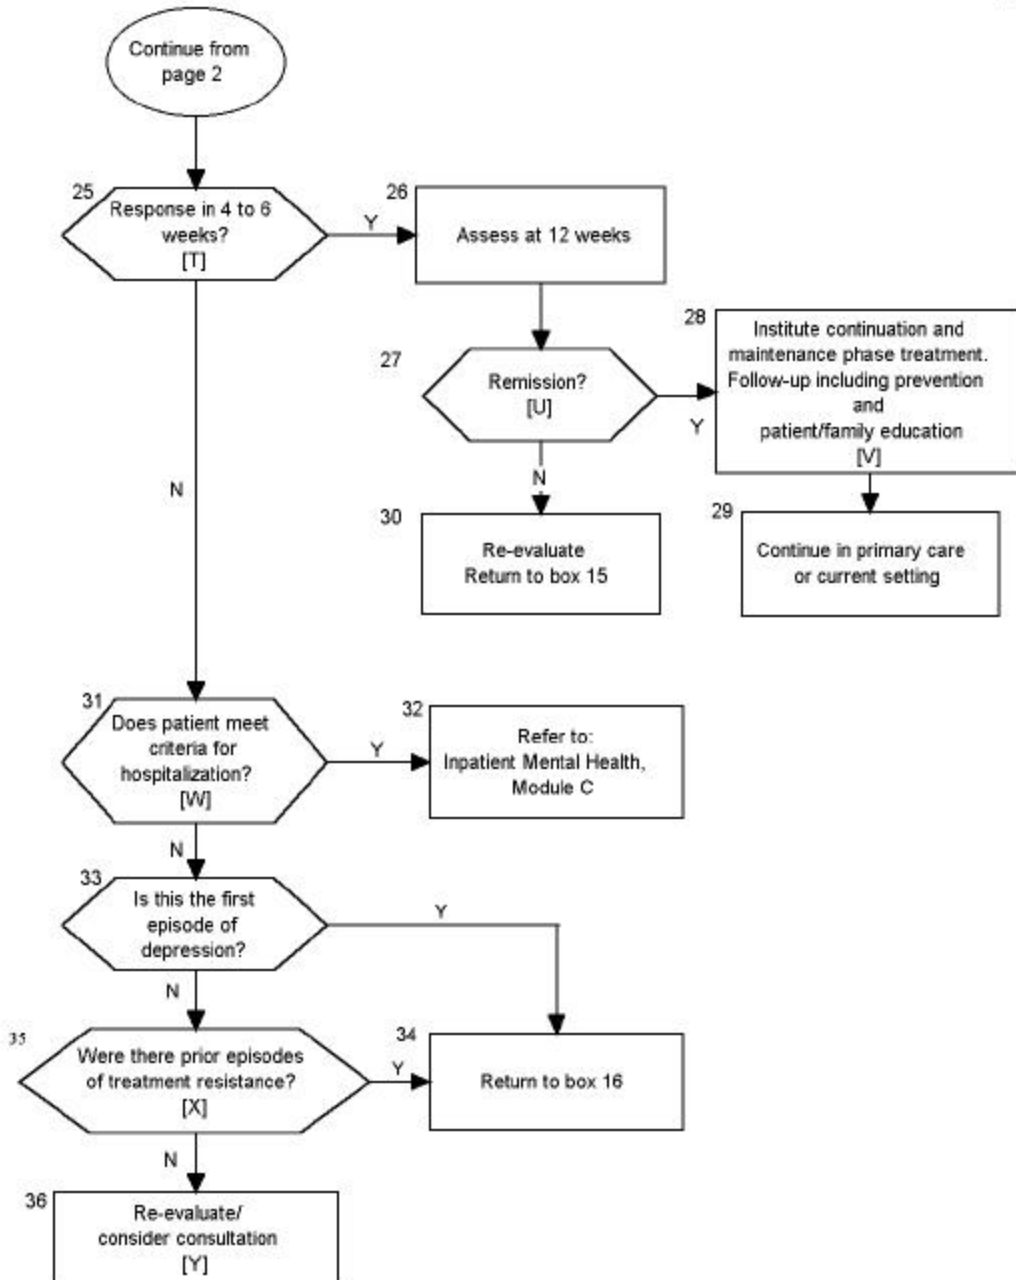 Continue from
page 2
25
Response in 4 to 6
weeks?
[T]
Y
26
Assess at 12 weeks
27
Remission?
[U]
Y
28
Institute continuation and
maintenance phase treatment.
Follow-up including prevention
and
patient/family education
[V]
N
29
Continue in primary care
or current setting
30
Re-evaluate
Return to box 15
N
31
Does patient meet
criteria for
hospitalization?
[W]
Y
32
Refer to:
Inpatient Mental Health,
Module C
N
33
Is this the first
episode of
depression?
Y
N
35
Were there prior episodes
of treatment resistance?
[X]
Y
34
Return to box 16
N
36
Re-evaluate/
consider consultation
[Y]